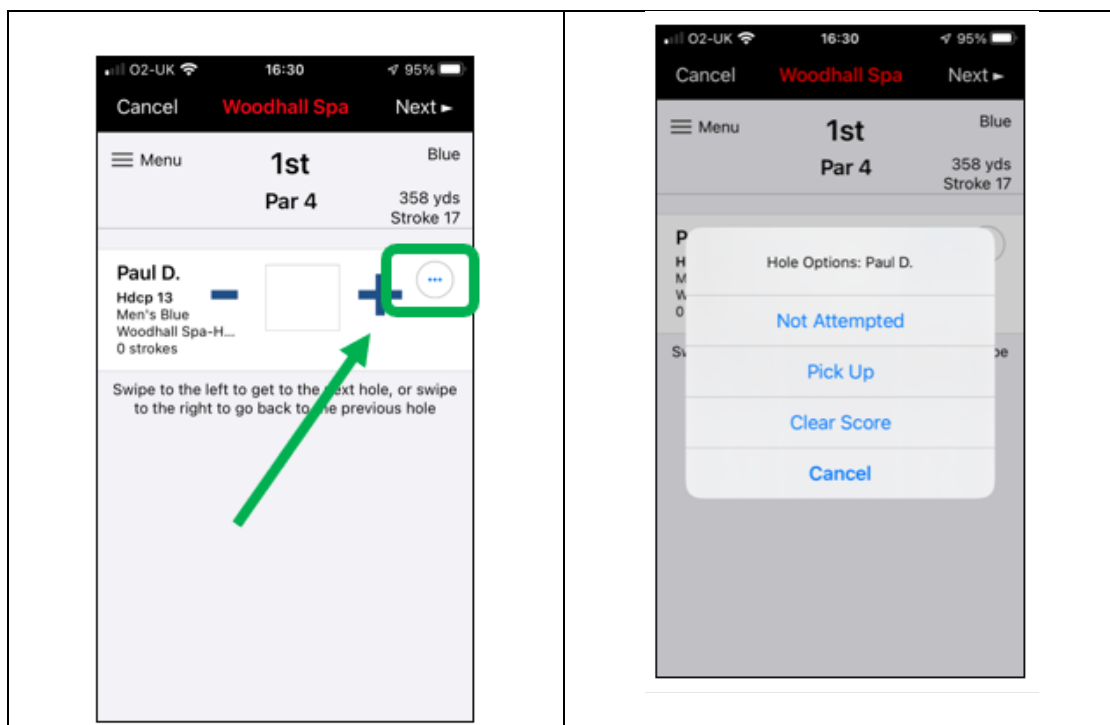 O2-UK 16:30 95%
Cancel Woodhall Spa Next ►
Menu 1st Blue
Par 4 358 yds
Stroke 17
Paul D.
Hdcp 13
Men's Blue
Woodhall Spa-H...
0 strokes
- + ...
Swipe to the left to get to the next hole, or swipe
to the right to go back to the previous hole
O2-UK 16:30 95%
Cancel Woodhall Spa Next ►
Menu 1st Blue
Par 4 358 yds
Stroke 17
Hole Options: Paul D.
Not Attempted
Pick Up
Clear Score
Cancel